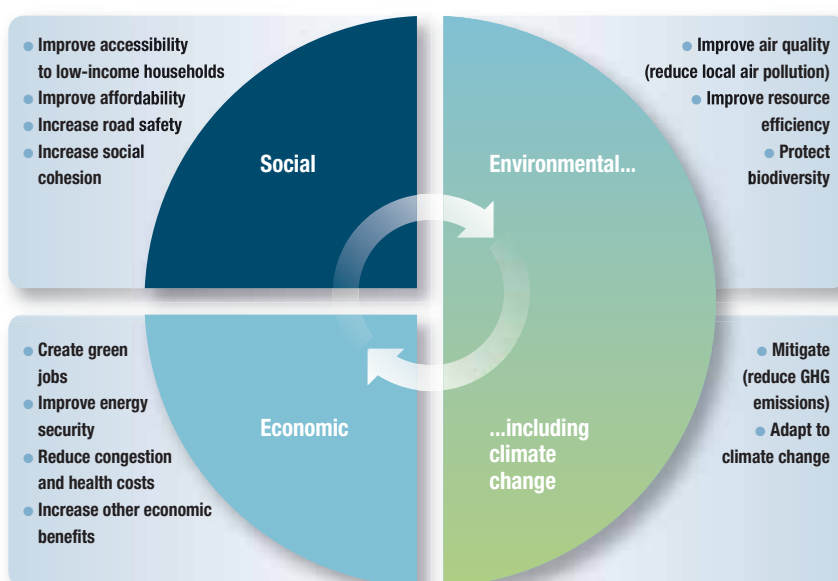 ● Improve accessibility
to low-income households
● Improve affordability
● Increase road safety
● Increase social
cohesion
Social
Environmental...
● Improve air quality
(reduce local air pollution)
● Improve resource
efficiency
● Protect
biodiversity
● Create green
jobs
● Improve energy
security
● Reduce congestion
and health costs
● Increase other economic
benefits
Economic
...including
climate
change
● Mitigate
(reduce GHG
emissions)
● Adapt to
climate change